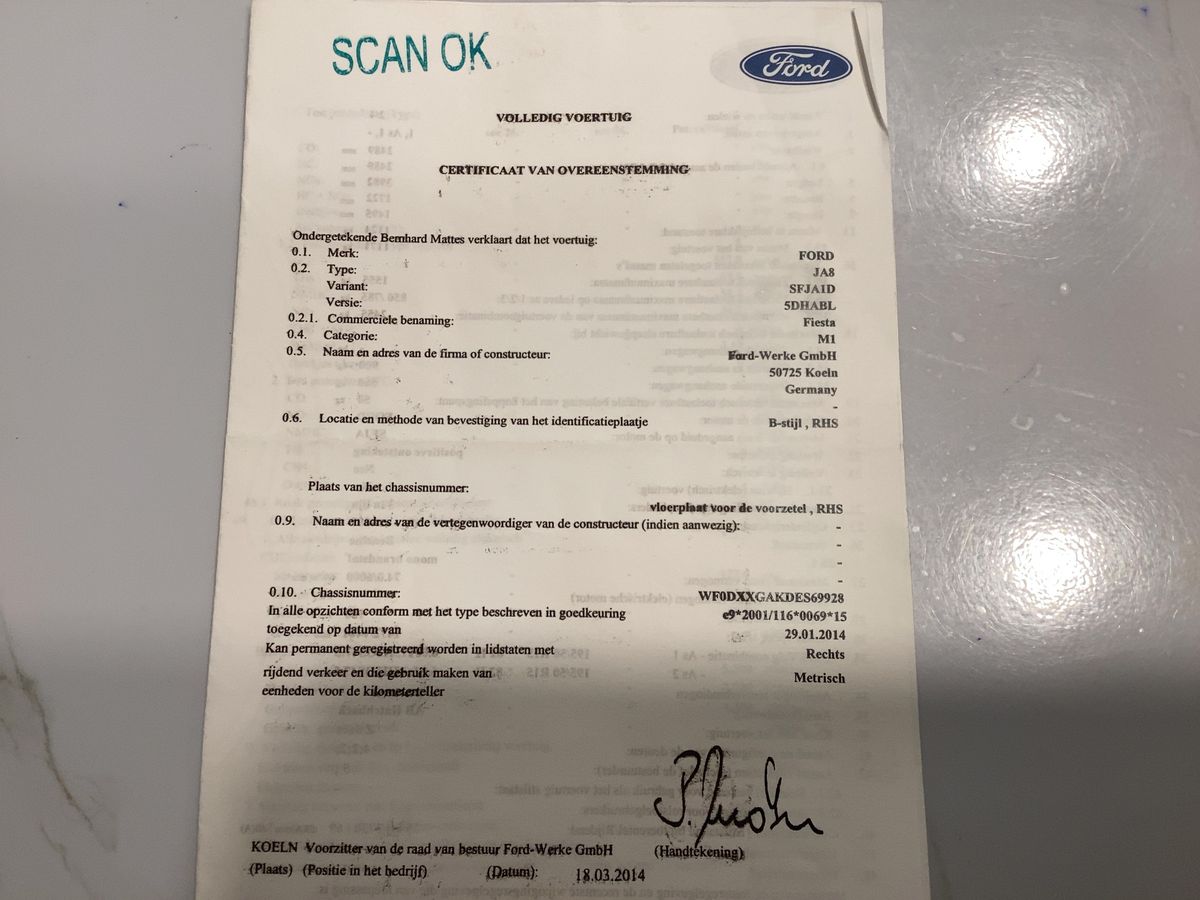 SCAN OK
Ford
VOLLEDIG VOERTUIG
CERTIFICAAT VAN OVEREENSTEMMING
Ondergetekende Bernhard Mattes verklaart dat het voertuig:
0.1. Merk: FORD
0.2. Type: JA8
Variant: SFJA1D
Versie: 5DHABL
0.2.1. Commerciele benaming: Fiesta
0.4. Categorie: M1
0.5. Naam en adres van de firma of constructeur: Ford-Werke GmbH
50725 Koeln
Germany
-
0.6. Locatie en methode van bevestiging van het identificatieplaatje B-stijl , RHS
Plaats van het chassisnummer:
vloerplaat voor de voorzetel , RHS
0.9. Naam en adres van de vertegenwoordiger van de constructeur (indien aanwezig): -
-
-
-
0.10. Chassisnummer: WF0DXXGAKDES69928
In alle opzichten conform met het type beschreven in goedkeuring e9*2001/116*0069*15
toegekend op datum van 29.01.2014
Kan permanent geregistreerd worden in lidstaten met Rechts
rijdend verkeer en die gebruik maken van Metrisch
eenheden voor de kilometerteller
KOELN Voorzitter van de raad van bestuur Ford-Werke GmbH (Handtekening)
(Plaats) (Positie in het bedrijf) (Datum): 18.03.2014